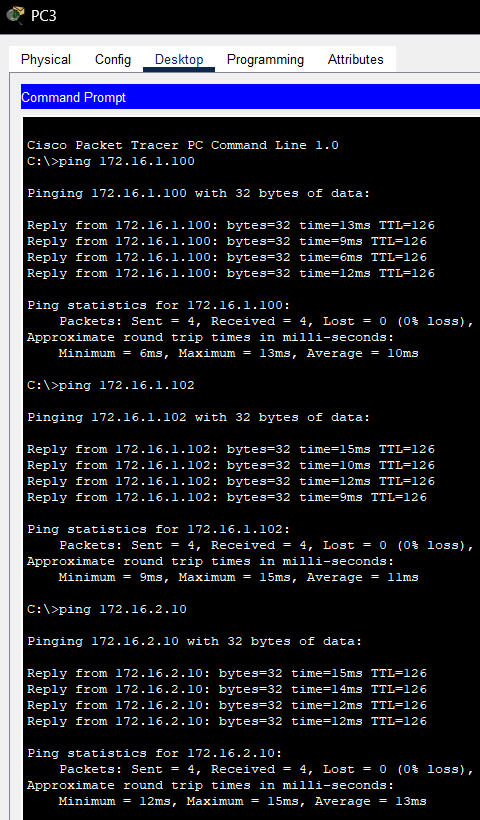 PC3
Physical Config Desktop Programming Attributes
Command Prompt
Cisco Packet Tracer PC Command Line 1.0
C:\>ping 172.16.1.100
Pinging 172.16.1.100 with 32 bytes of data:
Reply from 172.16.1.100: bytes=32 time=13ms TTL=126
Reply from 172.16.1.100: bytes=32 time=9ms TTL=126
Reply from 172.16.1.100: bytes=32 time=6ms TTL=126
Reply from 172.16.1.100: bytes=32 time=12ms TTL=126
Ping statistics for 172.16.1.100:
Packets: Sent = 4, Received = 4, Lost = 0 (0% loss),
Approximate round trip times in milli-seconds:
Minimum = 6ms, Maximum = 13ms, Average = 10ms
C:\>ping 172.16.1.102
Pinging 172.16.1.102 with 32 bytes of data:
Reply from 172.16.1.102: bytes=32 time=15ms TTL=126
Reply from 172.16.1.102: bytes=32 time=10ms TTL=126
Reply from 172.16.1.102: bytes=32 time=12ms TTL=126
Reply from 172.16.1.102: bytes=32 time=9ms TTL=126
Ping statistics for 172.16.1.102:
Packets: Sent = 4, Received = 4, Lost = 0 (0% loss),
Approximate round trip times in milli-seconds:
Minimum = 9ms, Maximum = 15ms, Average = 11ms
C:\>ping 172.16.2.10
Pinging 172.16.2.10 with 32 bytes of data:
Reply from 172.16.2.10: bytes=32 time=15ms TTL=126
Reply from 172.16.2.10: bytes=32 time=14ms TTL=126
Reply from 172.16.2.10: bytes=32 time=12ms TTL=126
Reply from 172.16.2.10: bytes=32 time=12ms TTL=126
Ping statistics for 172.16.2.10:
Packets: Sent = 4, Received = 4, Lost = 0 (0% loss),
Approximate round trip times in milli-seconds:
Minimum = 12ms, Maximum = 15ms, Average = 13ms